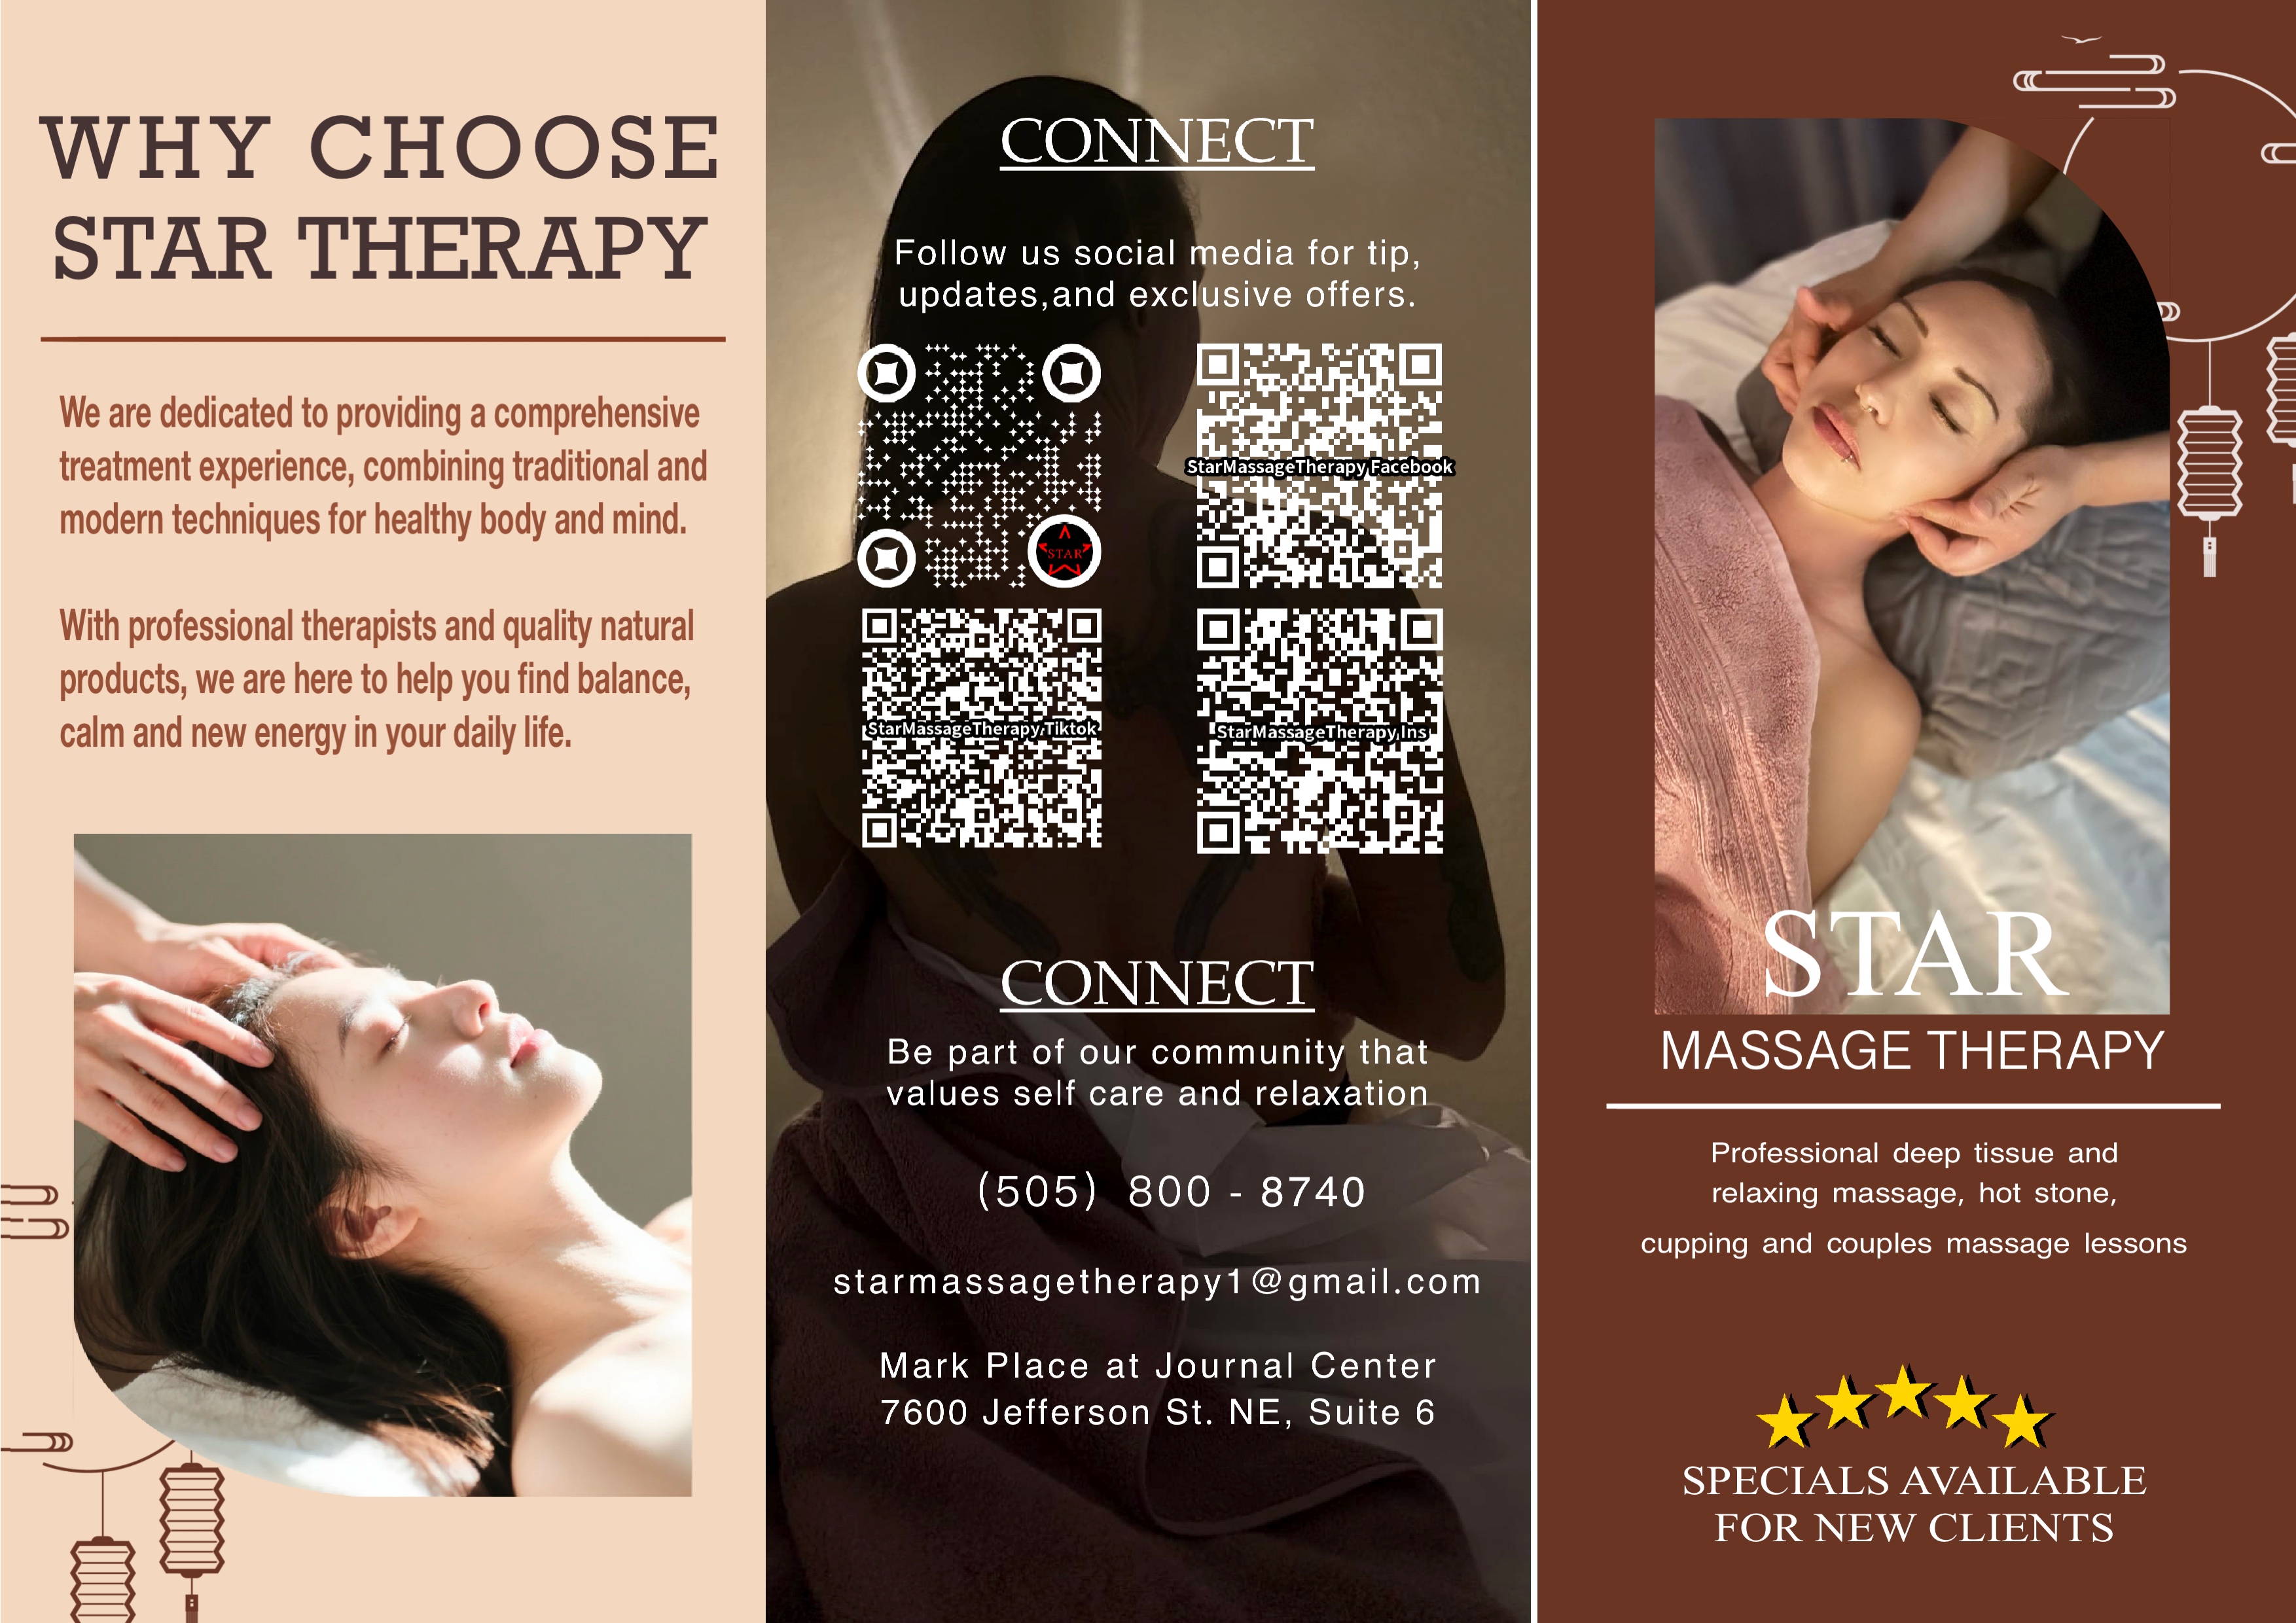 WHY CHOOSE
STAR THERAPY
We are dedicated to providing a comprehensive
treatment experience, combining traditional and
modern techniques for healthy body and mind.
With professional therapists and quality natural
products, we are here to help you find balance,
calm and new energy in your daily life.
CONNECT
Follow us social media for tip,
updates,and exclusive offers.
STAR
StarMassageTherapy Facebook
StarMassageTherapy Tiktok
StarMassageTherapy Ins
CONNECT
Be part of our community that
values self care and relaxation
(505) 800 - 8740
starmassagetherapy1@gmail.com
Mark Place at Journal Center
7600 Jefferson St. NE, Suite 6
STAR
MASSAGE THERAPY
Professional deep tissue and
relaxing massage, hot stone,
cupping and couples massage lessons
SPECIALS AVAILABLE
FOR NEW CLIENTS